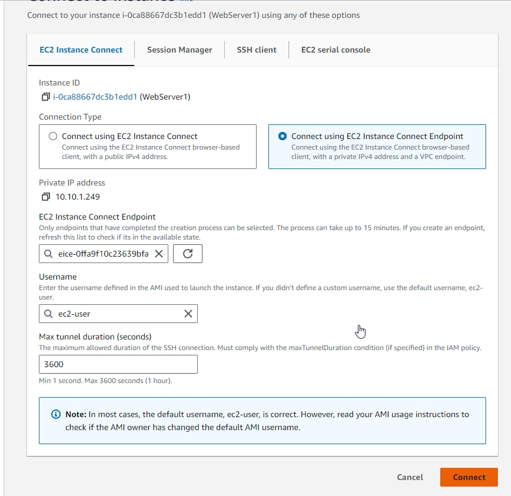 Connect to your instance i-0ca88667dc3b1edd1 (WebServer1) using any of these options
EC2 Instance Connect
Session Manager
SSH client
EC2 serial console
Instance ID
i-0ca88667dc3b1edd1 (WebServer1)
Connection Type
Connect using EC2 Instance Connect
Connect using the EC2 Instance Connect browser-based
client, with a public IPv4 address.
Connect using EC2 Instance Connect Endpoint
Connect using the EC2 Instance Connect browser-based
client, with a private IPv4 address and a VPC endpoint.
Private IP address
10.10.1.249
EC2 Instance Connect Endpoint
Only endpoints that have completed the creation process can be selected. The process can take up to 15 minutes. If you create an endpoint,
refresh this list to check if its in the available state.
eice-0ffa9f10c23639bfa
Username
Enter the username defined in the AMI used to launch the instance. If you didn't define a custom username, use the default username, ec2-
user.
ec2-user
Max tunnel duration (seconds)
The maximum allowed duration of the SSH connection. Must comply with the maxTunnelDuration condition (if specified) in the IAM policy.
3600
Min 1 second. Max 3600 seconds (1 hour).
Note: In most cases, the default username, ec2-user, is correct. However, read your AMI usage instructions to
check if the AMI owner has changed the default AMI username.
Cancel
Connect